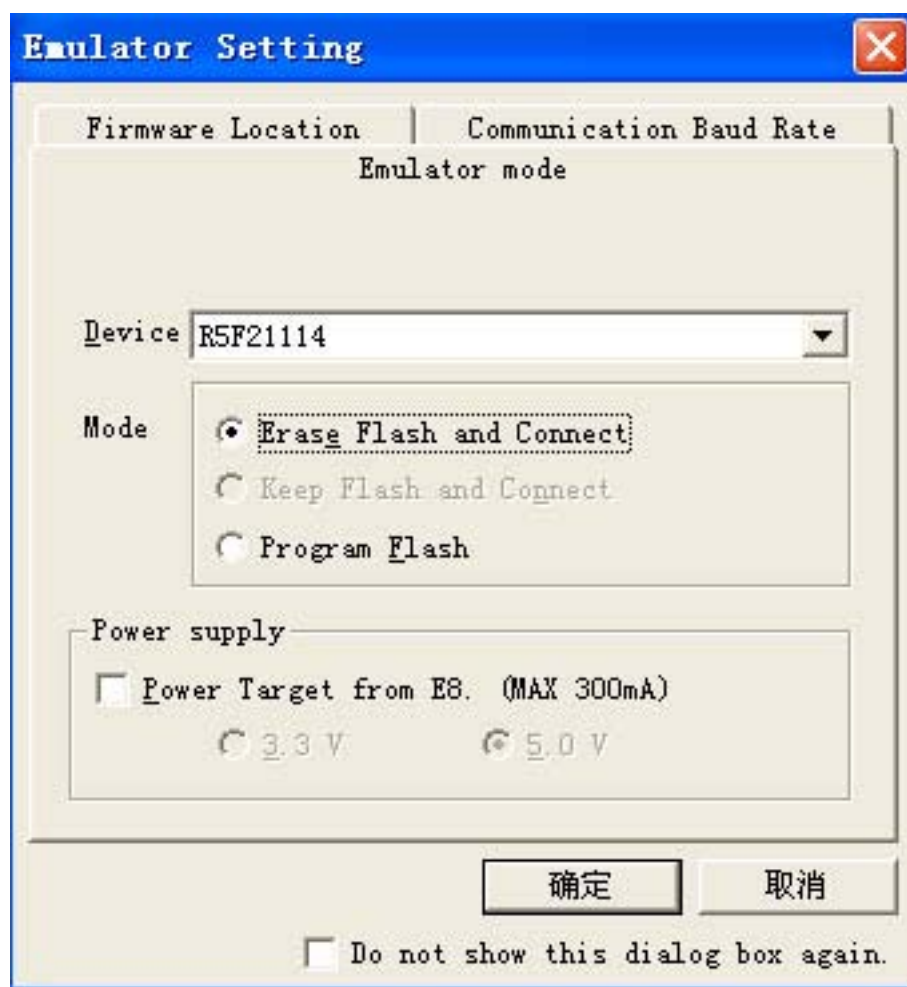 Emulator Setting
Firmware Location
Communication Baud Rate
Emulator mode
Device R5F21114
Mode
Erase Flash and Connect
Keep Flash and Connect
Program Flash
Power supply
Power Target from E8. (MAX 300mA)
3.3 V 5.0 V
确定 取消
Do not show this dialog box again.